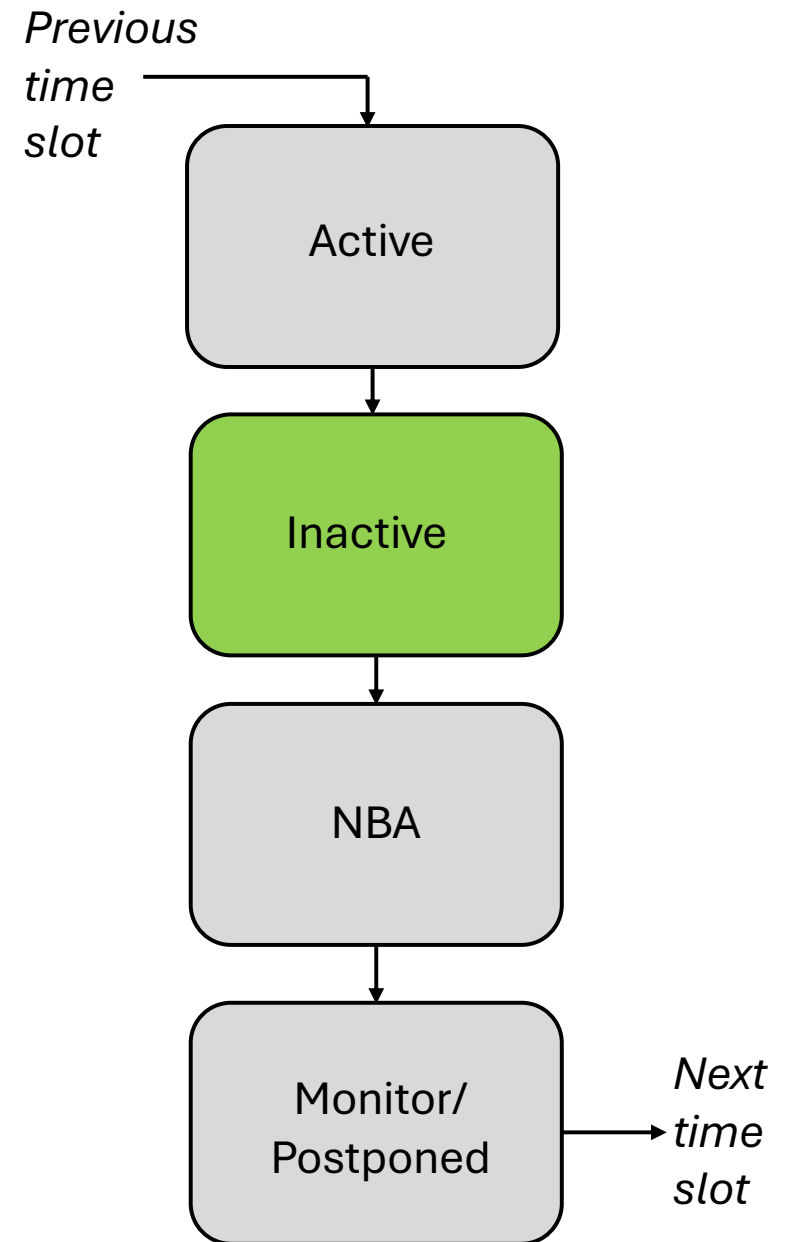 Previous
time
slot
Active
Inactive
NBA
Monitor/
Postponed
Next
time
slot